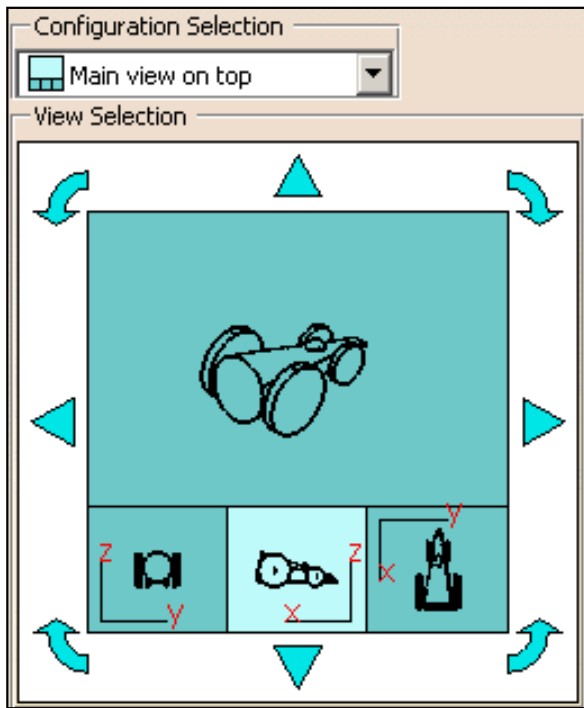 Configuration Selection
Main view on top
View Selection
z
y
z
x
y
x